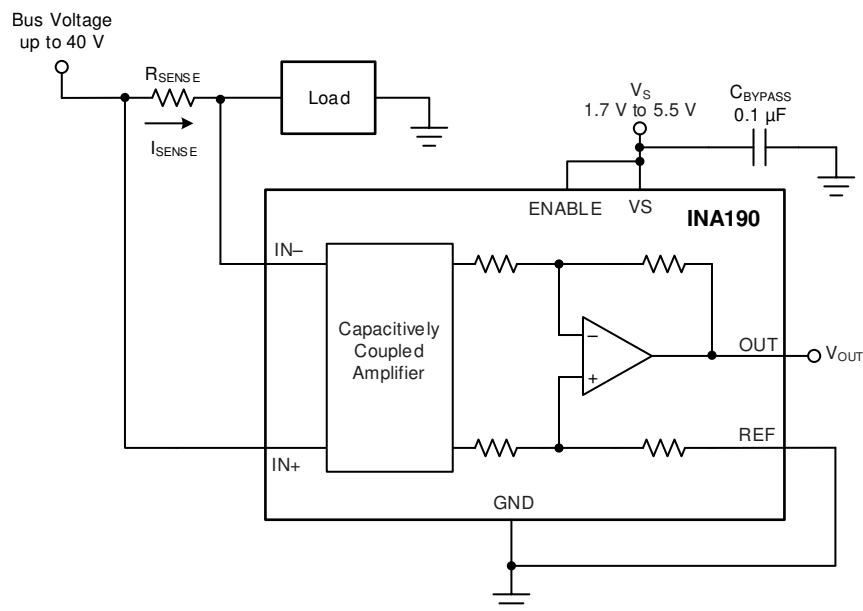 Bus Voltage
up to 40 V
RSENSE
ISENSE
Load
VS
1.7 V to 5.5 V
CBYPASS
0.1 µF
ENABLE
VS
INA190
IN–
Capacitively
Coupled
Amplifier
–
+
OUT
VOUT
REF
IN+
GND